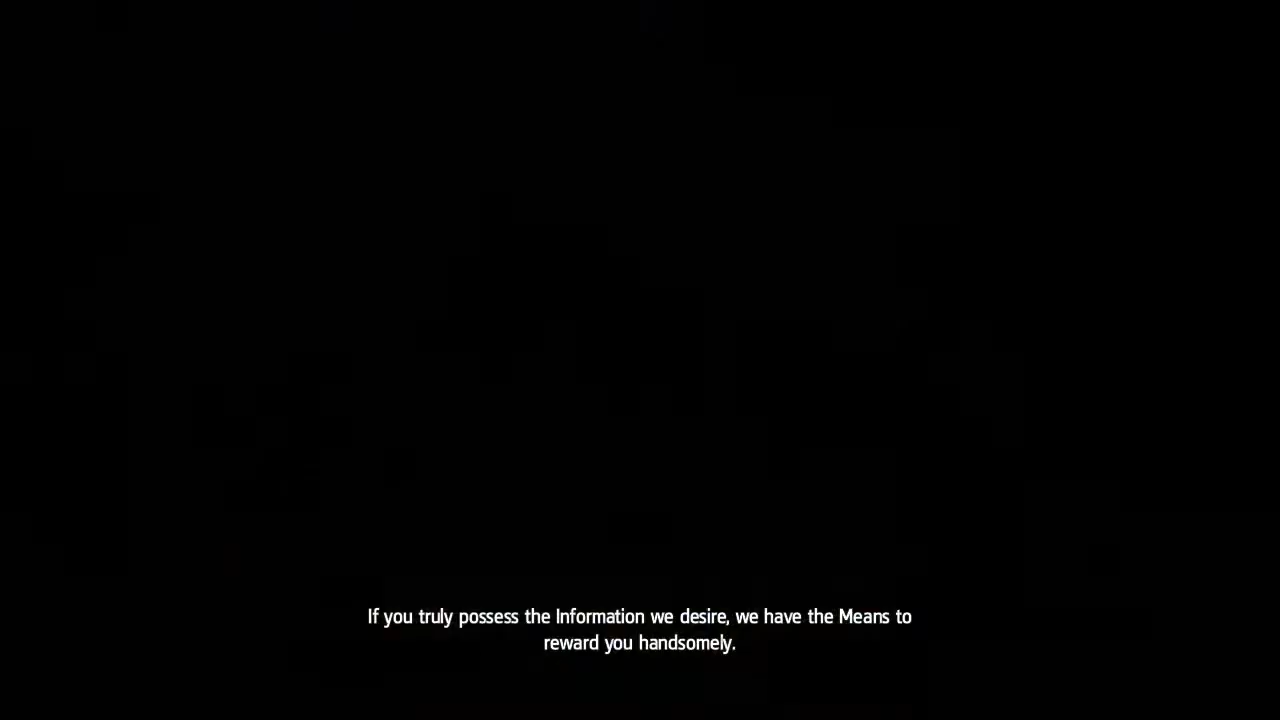 If you truly possess the Information we desire, we have the Means to
reward you handsomely.